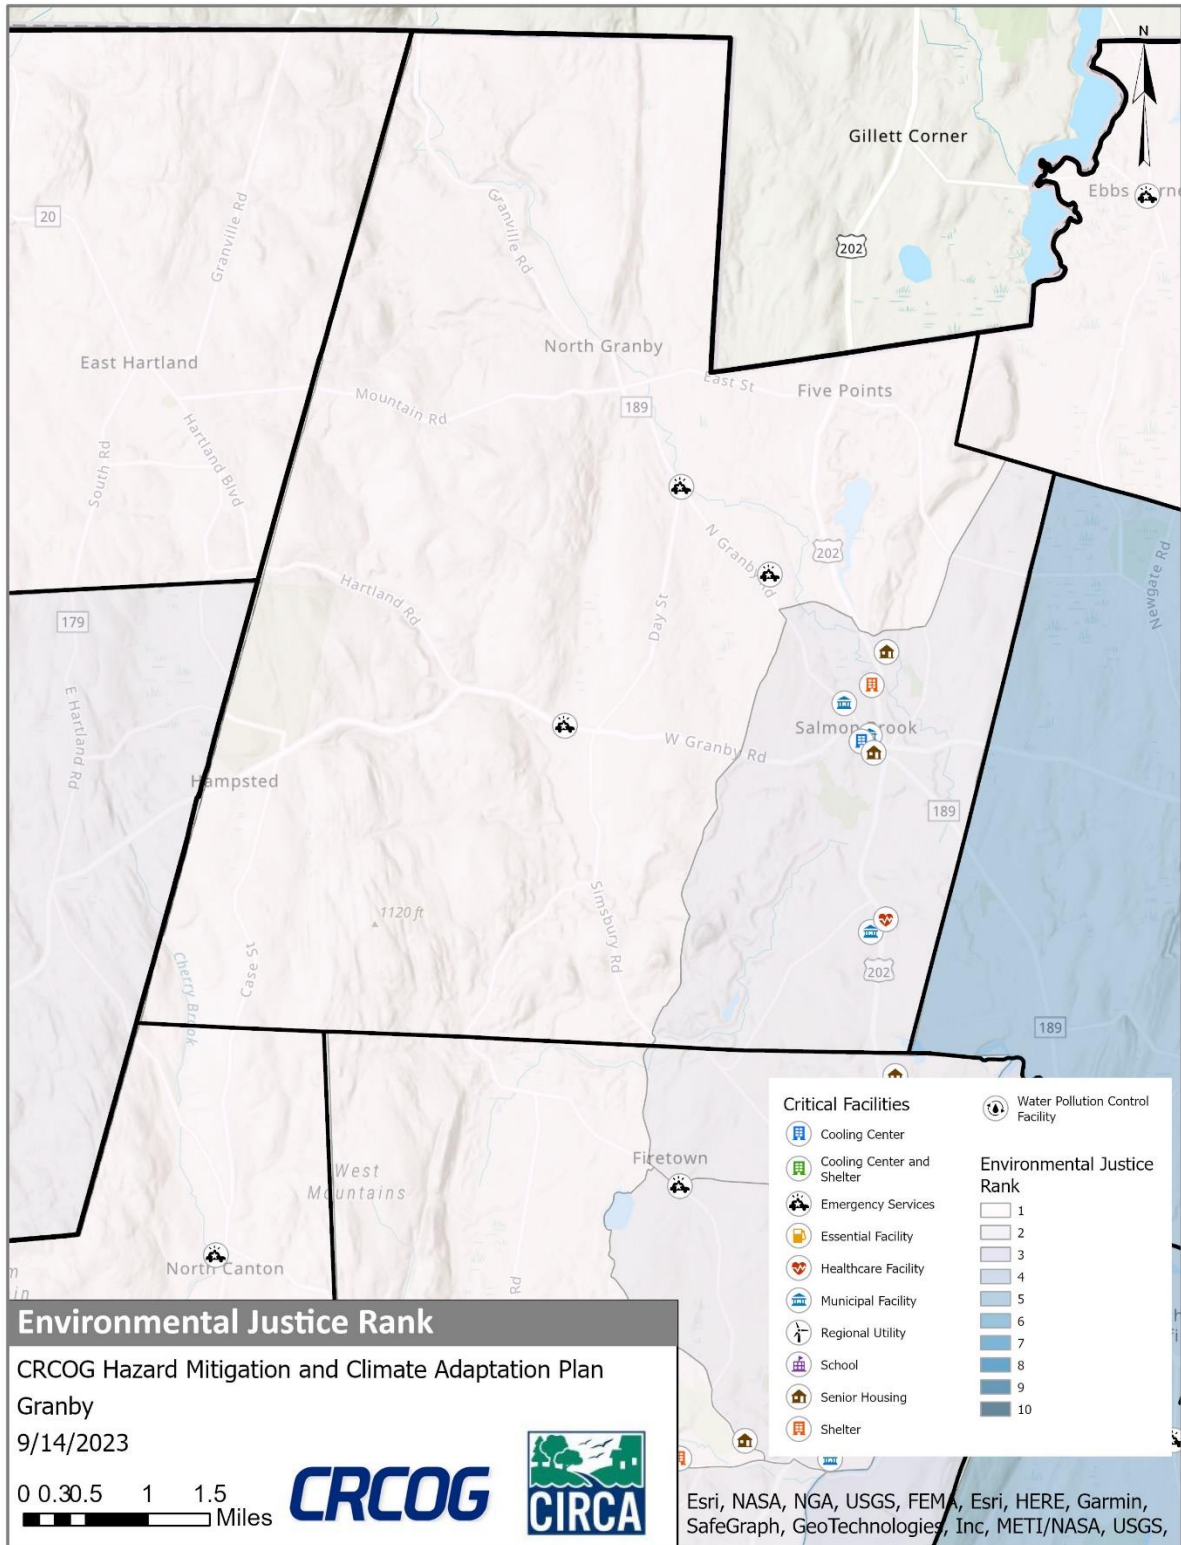 N
Gillett Corner
Ebbs
20
Granville Rd
Granville Rd
202
North Granby
East Hartland
East St
Five Points
Mountain Rd
189
Hartland Blvd
South Rd
N Granby Rd
202
Newgate Rd
Hartland Rd
Day St
179
E Hartland Rd
Salmon Brook
W Granby Rd
Hampsted
189
Simsbury Rd
1120 ft
Case St
Cherry Brook
202
189
Firetown
West
Mountains
North Canton
Rd
Critical Facilities
Cooling Center
Cooling Center and
Shelter
Emergency Services
Essential Facility
Healthcare Facility
Municipal Facility
Regional Utility
School
Senior Housing
Shelter
Water Pollution Control
Facility
Environmental Justice
Rank
1
2
3
4
5
6
7
8
9
10
Environmental Justice Rank
CRCOG Hazard Mitigation and Climate Adaptation Plan
Granby
9/14/2023
0 0.30.5 1 1.5
Miles
CRCOG
CIRCA
Esri, NASA, NGA, USGS, FEMA, Esri, HERE, Garmin,
SafeGraph, GeoTechnologies, Inc, METI/NASA, USGS,